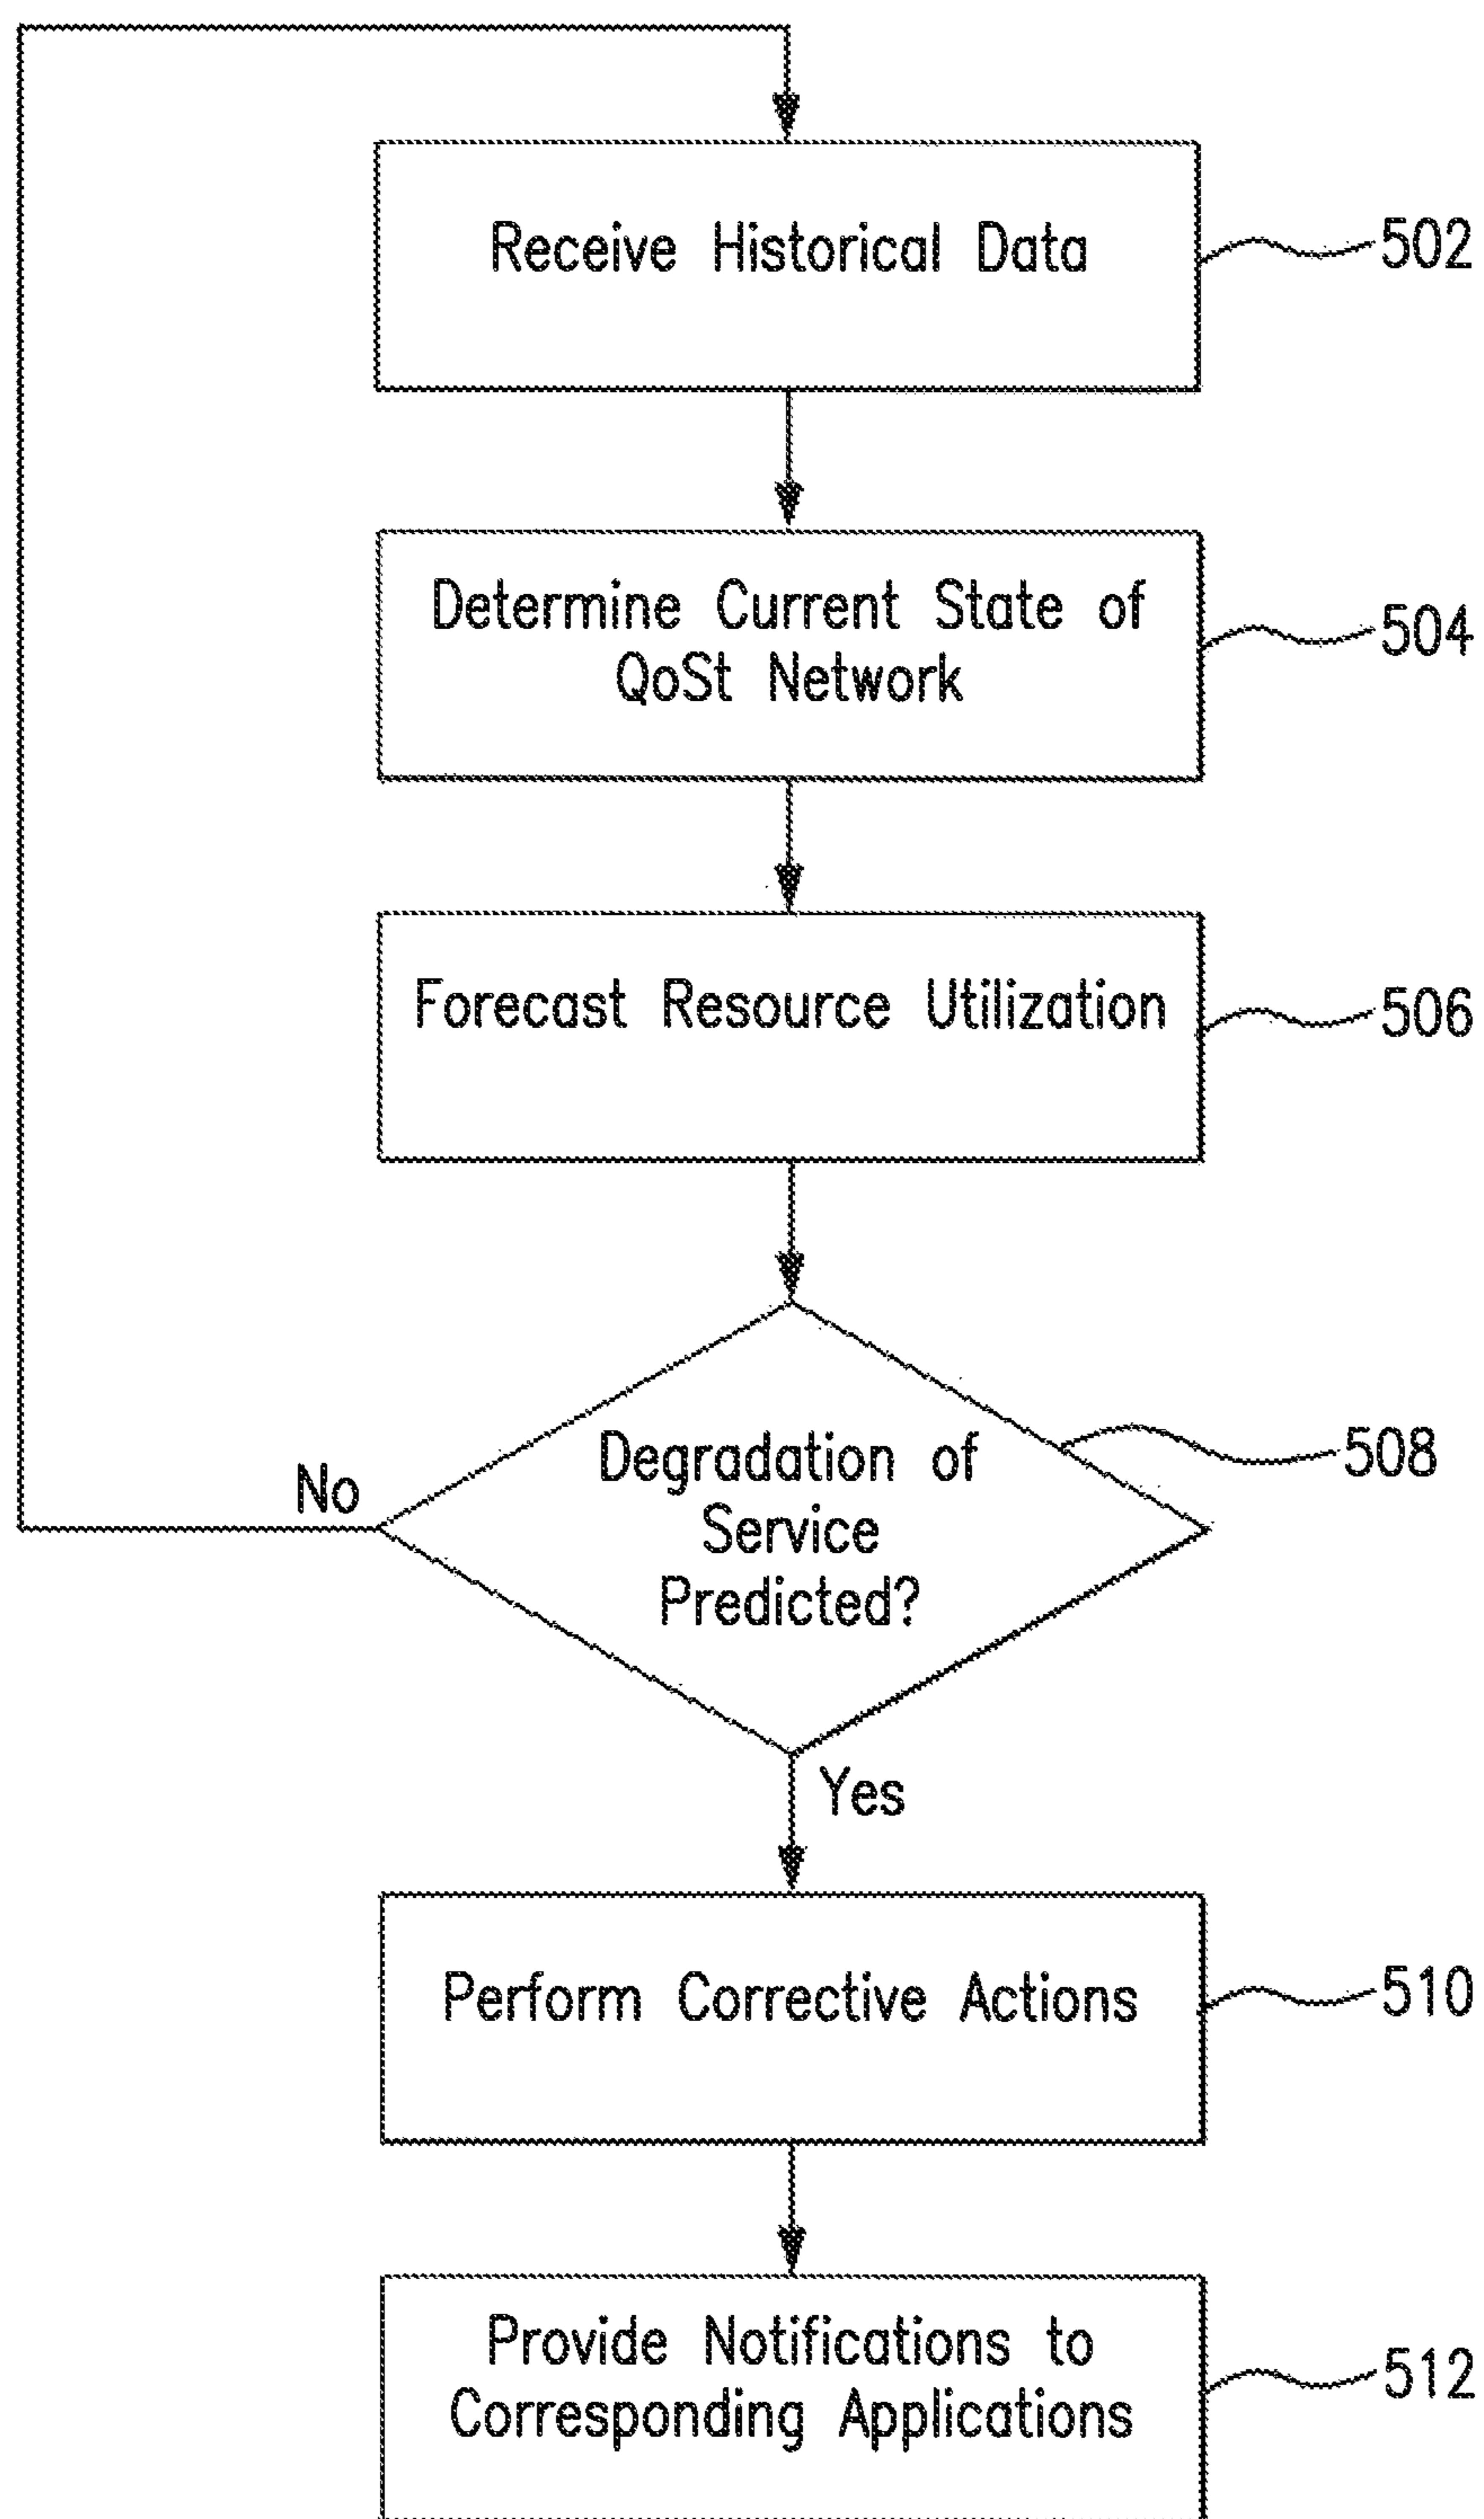 Receive Historical Data
502
Determine Current State of
QoSt Network
504
Forecast Resource Utilization
506
Degradation of
Service
Predicted?
508
No
Yes
Perform Corrective Actions
510
Provide Notifications to
Corresponding Applications
512